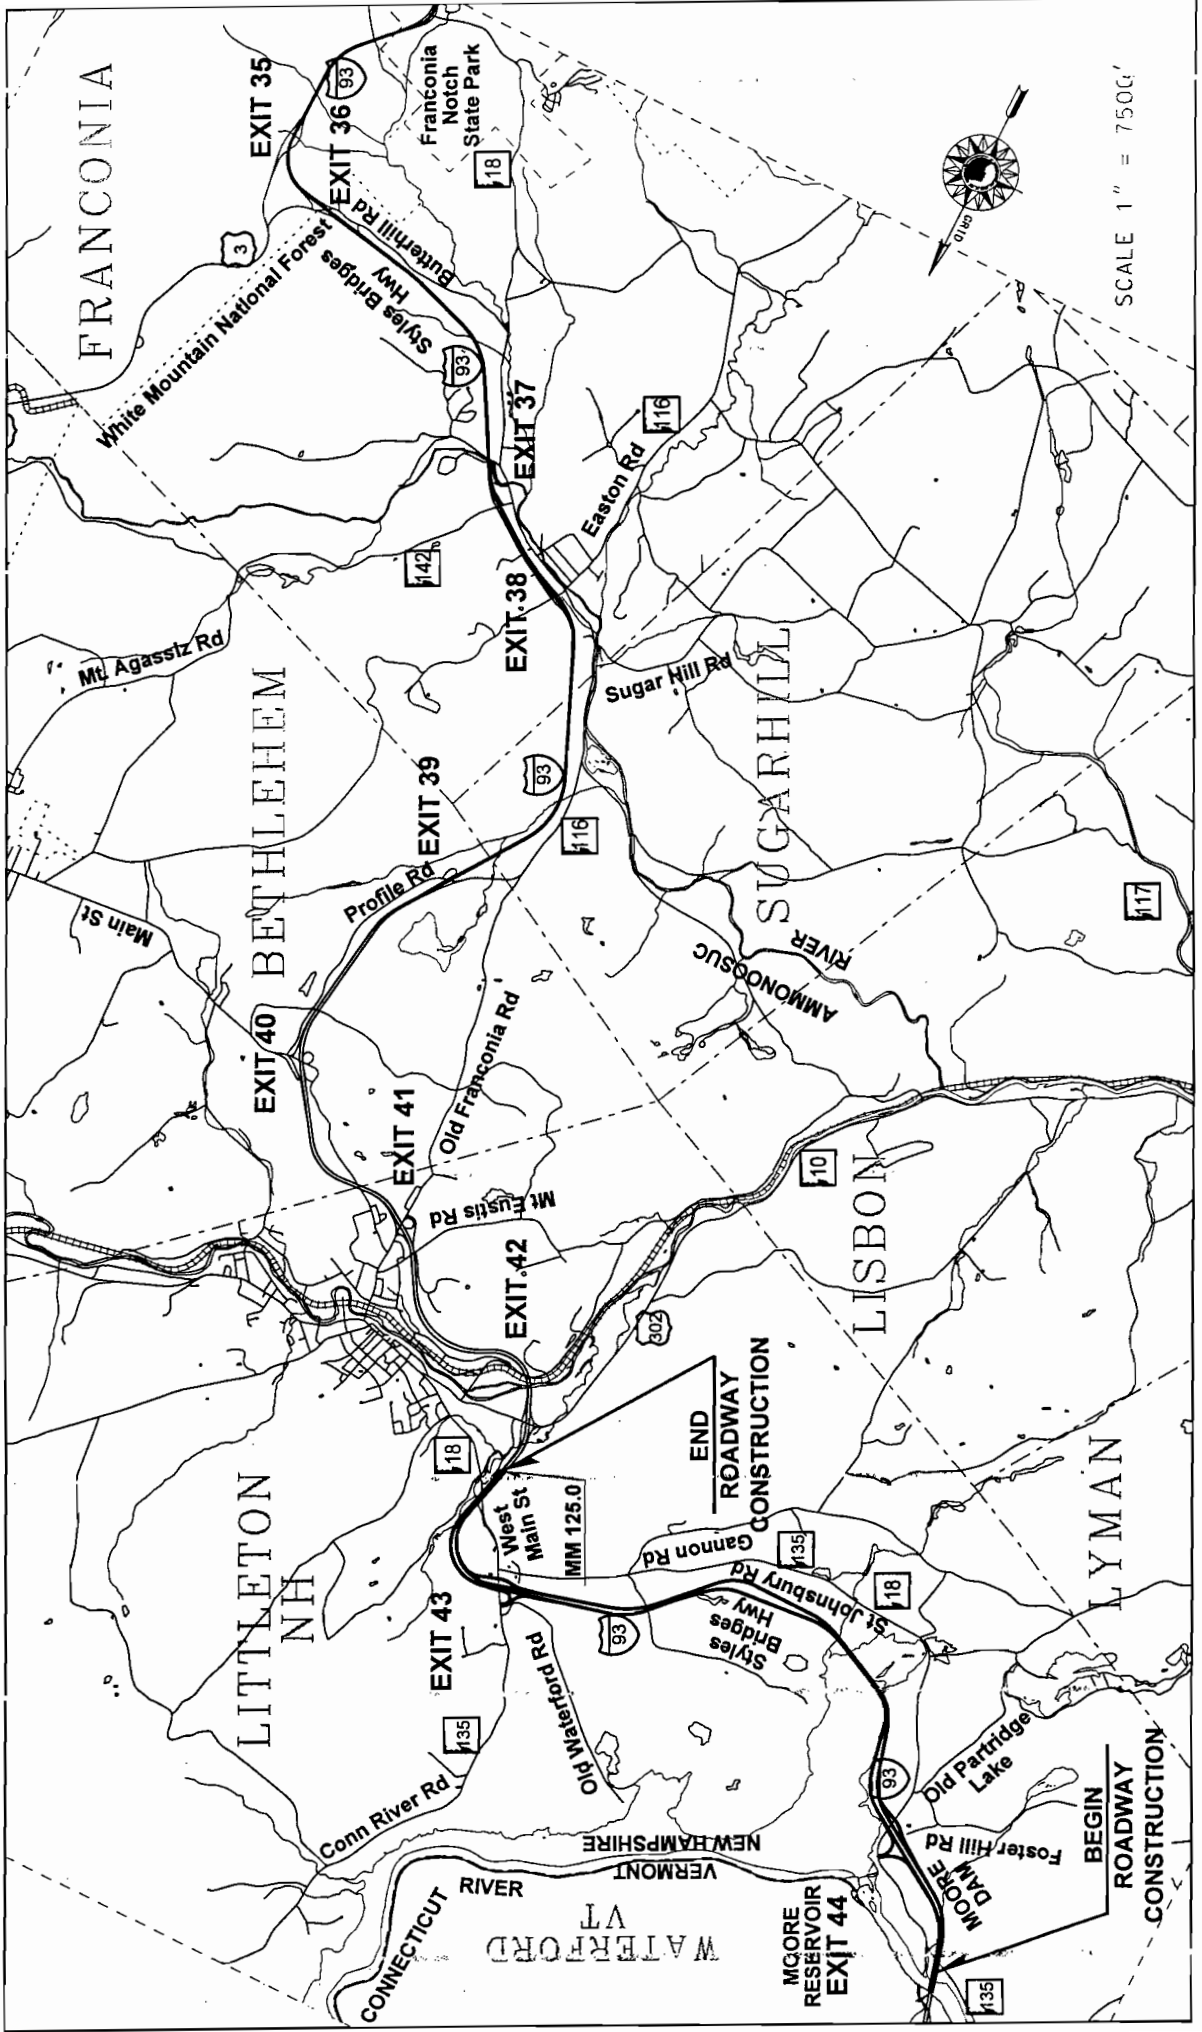 FRANCONIA
EXIT 35
93
EXIT 36
Franconia
Notch
State Park
18
3
White Mountain National Forest
Butterhill Rd
Styles Bridges
Hwy
93
EXIT 37
116
Easton Rd
142
EXIT 38
Mt. Agassiz Rd
BETHLEHEM
Sugar Hill Rd
SUGARHILL
93
EXIT 39
116
Profile Rd
Main St
117
AMMONOOSUC
RIVER
Old Franconia Rd
EXIT 40
EXIT 41
Mt Eustis Rd
10
LISBON
EXIT 42
302
END
ROADWAY
CONSTRUCTION
18
West
Main St
MM 125.0
LITTLETON
NH
EXIT 43
Gannon Rd
135
St Johnsbury Rd
18
LYMAN
93
Styles
Bridges
Hwy
Old Waterford Rd
135
Conn River Rd
93
Old Partridge
Lake
Foster Hill Rd
BEGIN
ROADWAY
CONSTRUCTION
NEW HAMPSHIRE
VERMONT
CONNECTICUT
RIVER
WATERFORD
VT
MOORE
RESERVOIR
EXIT 44
MOORE
DAM
135
GRID
SCALE 1" = 7500'